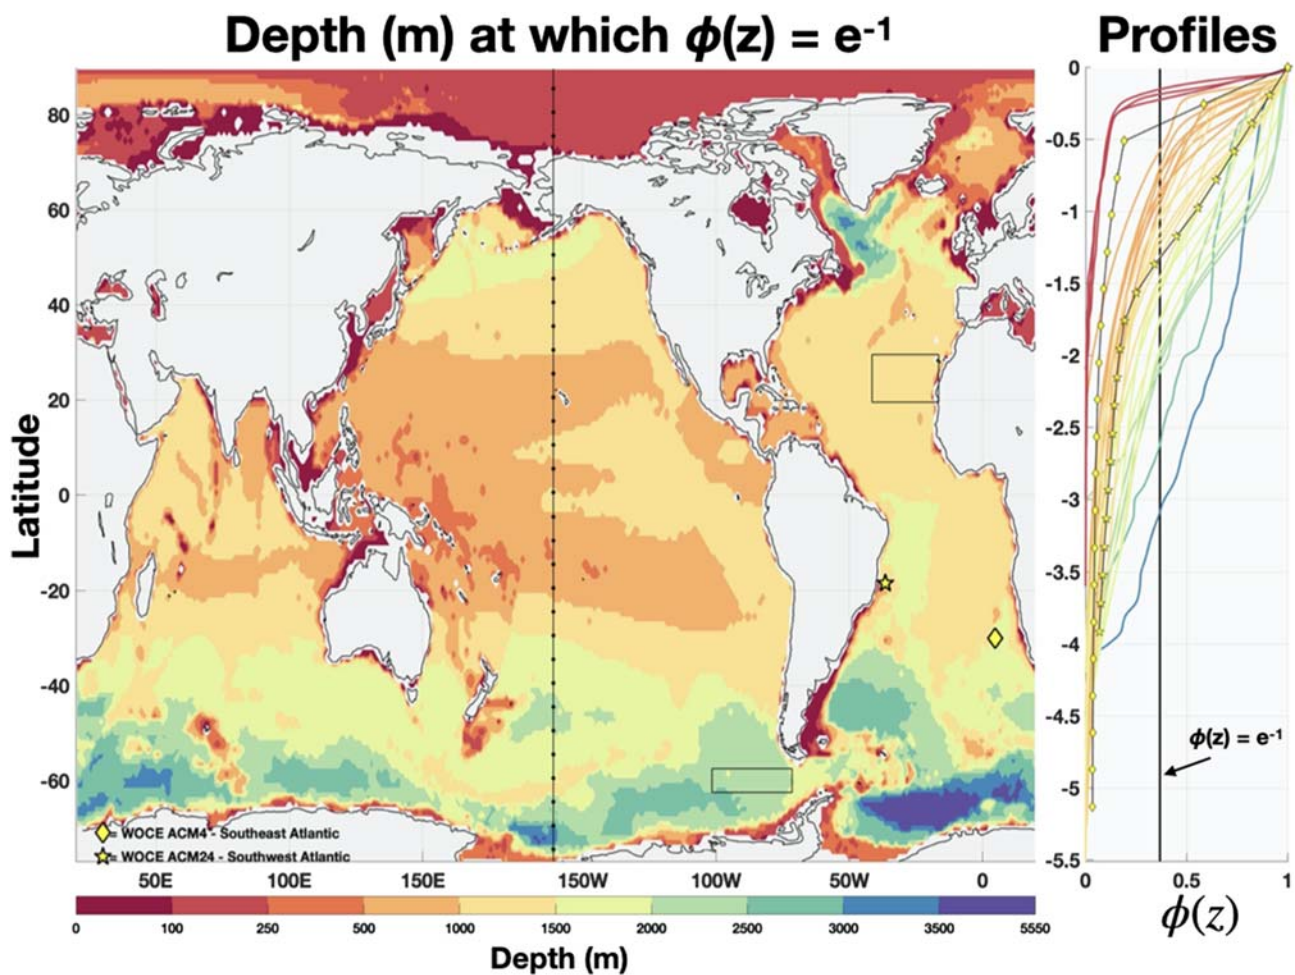 Depth (m) at which ϕ(z) = e-1
Profiles
Latitude
80
60
40
20
0
-20
-40
-60
= WOCE ACM4 - Southeast Atlantic
= WOCE ACM24 - Southwest Atlantic
50E 100E 150E 150W 100W 50W 0
0 100 250 500 1000 1500 2000 2500 3000 3500 5550
Depth (m)
0
-0.5
-1
-1.5
-2
-2.5
-3
-3.5
-4
-4.5
-5
-5.5
ϕ(z) = e-1
0 0.5 1
ϕ(z)